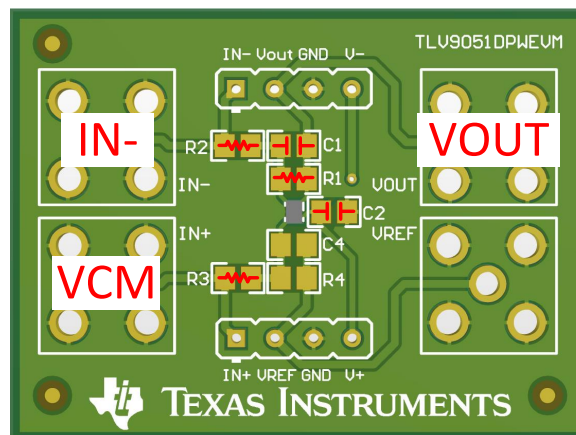 IN- Vout GND V-
TLV9051DPWEVM
IN-
VOUT
R2
C1
R1
IN-
VOUT
C2
IN+
VREF
C4
VCM
R3
R4
IN+ VREF GND V+
TEXAS INSTRUMENTS